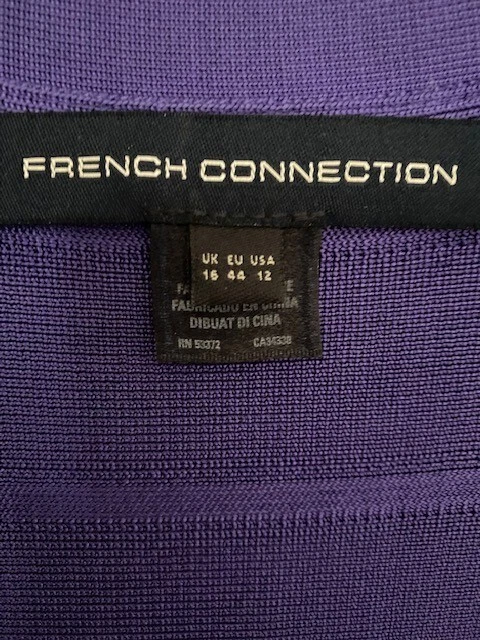 FRENCH CONNECTION
UK EU USA
16 44 12
FABRICADO EN CHINA
DIBUAT DI CINA
RN 53372 CA34338